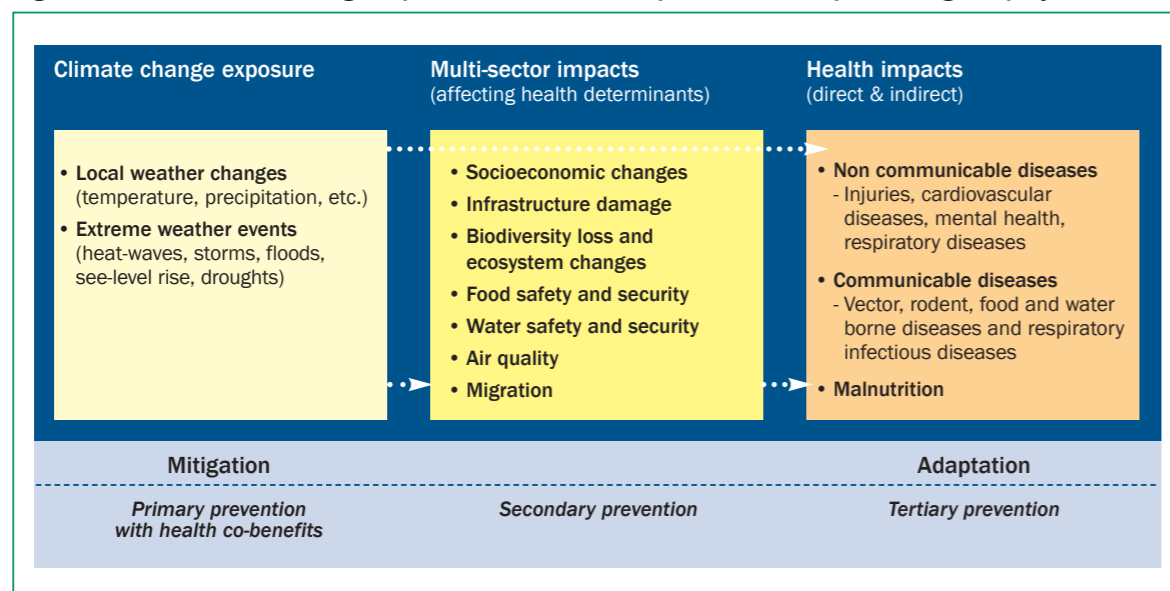 Climate change exposure
Multi-sector impacts
(affecting health determinants)
Health impacts
(direct & indirect)
• Local weather changes
(temperature, precipitation, etc.)
• Extreme weather events
(heat-waves, storms, floods,
see-level rise, droughts)
• Socioeconomic changes
• Infrastructure damage
• Biodiversity loss and
ecosystem changes
• Food safety and security
• Water safety and security
• Air quality
• Migration
• Non communicable diseases
- Injuries, cardiovascular
diseases, mental health,
respiratory diseases
• Communicable diseases
- Vector, rodent, food and water
borne diseases and respiratory
infectious diseases
• Malnutrition
Mitigation
Adaptation
Primary prevention
with health co-benefits
Secondary prevention
Tertiary prevention